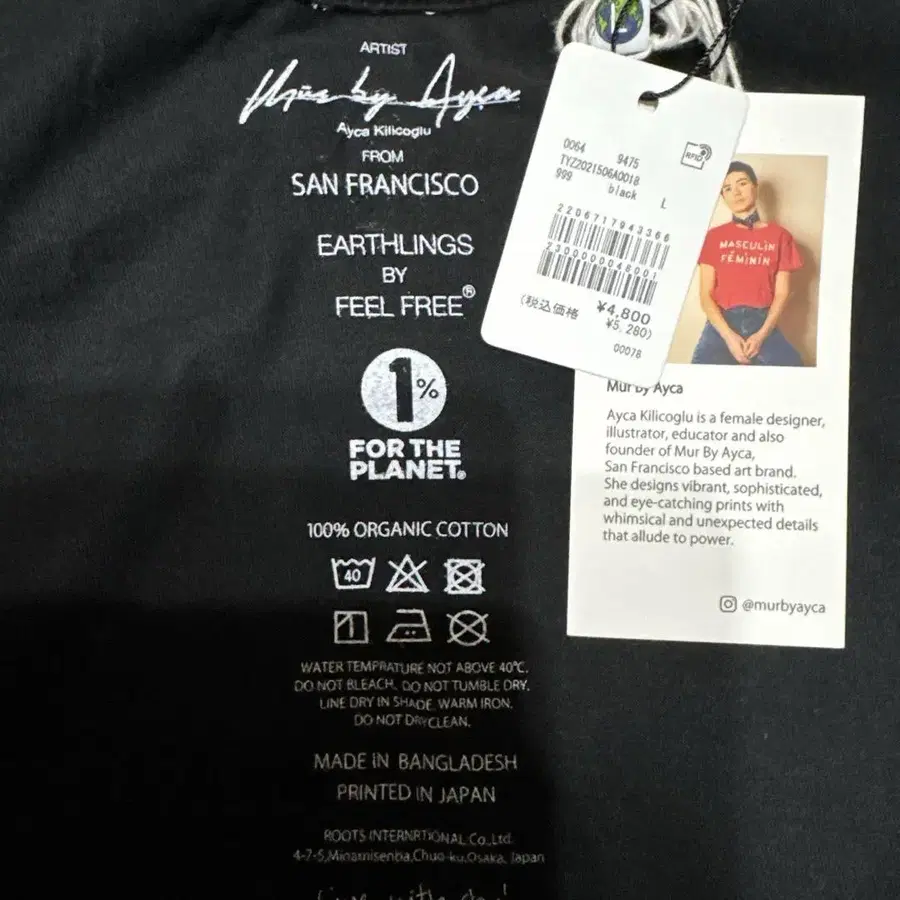 ARTIST
Mur by Ayca
Ayca Kilicoglu
FROM
SAN FRANCISCO
EARTHLINGS
BY
FEEL FREE®
1%
FOR THE
PLANET®
100% ORGANIC COTTON
40
WATER TEMPRATURE NOT ABOVE 40℃.
DO NOT BLEACH. DO NOT TUMBLE DRY.
LINE DRY IN SHADE. WARM IRON.
DO NOT DRY CLEAN.
MADE IN BANGLADESH
PRINTED IN JAPAN
ROOTS INTERNRTIONAL Co., Ltd.
4-7-5, Minamisenba, Chuo-ku, Osaka, Japan
RFID
0064 9475
TYZ2021506A0018
999 black L
2206717943366
2300000048001
¥4,800
(税込価格 ¥5,280)
00078
MASCULIN
FÉMININ
Mur by Ayca
Ayca Kilicoglu is a female designer,
illustrator, educator and also
founder of Mur By Ayca,
San Francisco based art brand.
She designs vibrant, sophisticated,
and eye-catching prints with
whimsical and unexpected details
that allude to power.
@murbyayca